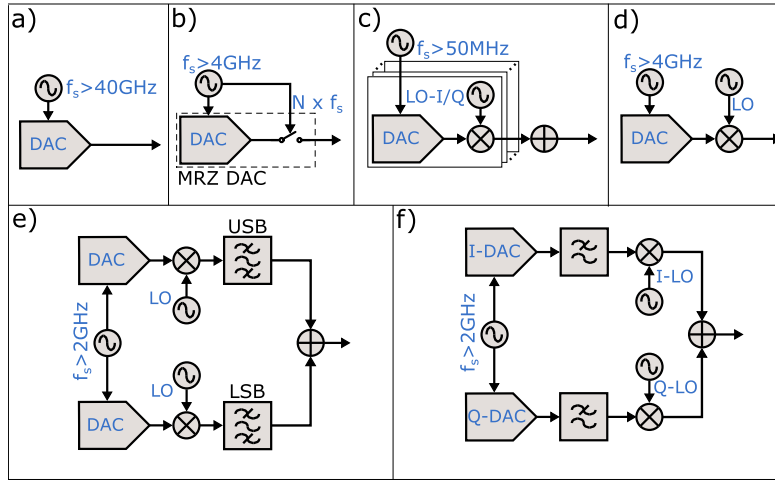 a)
f_s>40GHz
DAC
b)
f_s>4GHz
N x f_s
DAC
MRZ DAC
c)
f_s>50MHz
LO-I/Q
DAC
d)
f_s>4GHz
LO
DAC
e)
USB
DAC
LO
f_s>2GHz
LO
LSB
DAC
f)
I-DAC
I-LO
f_s>2GHz
Q-LO
Q-DAC